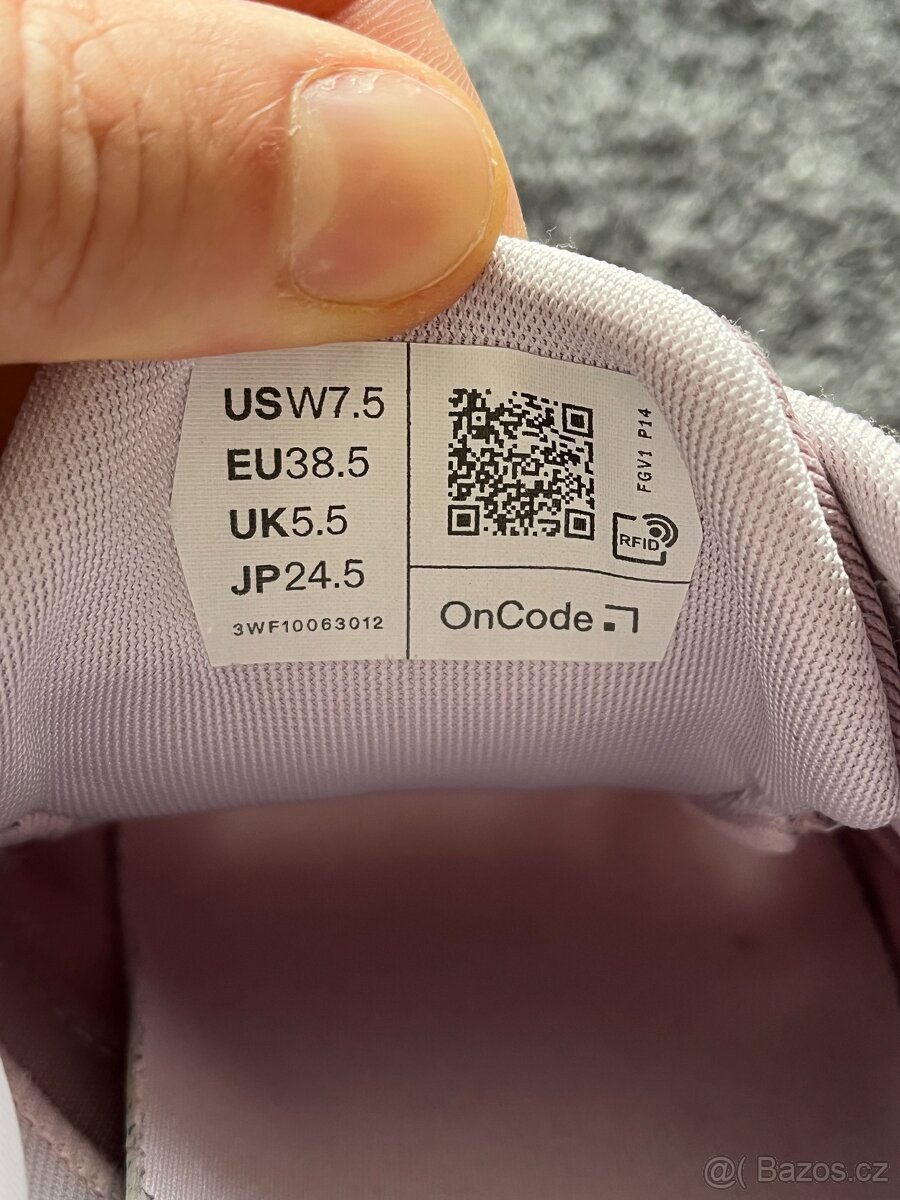 USW7.5
EU38.5
UK5.5
JP24.5
3WF10063012
FGV1 P14
RFID
OnCode
@( Bazos.cz